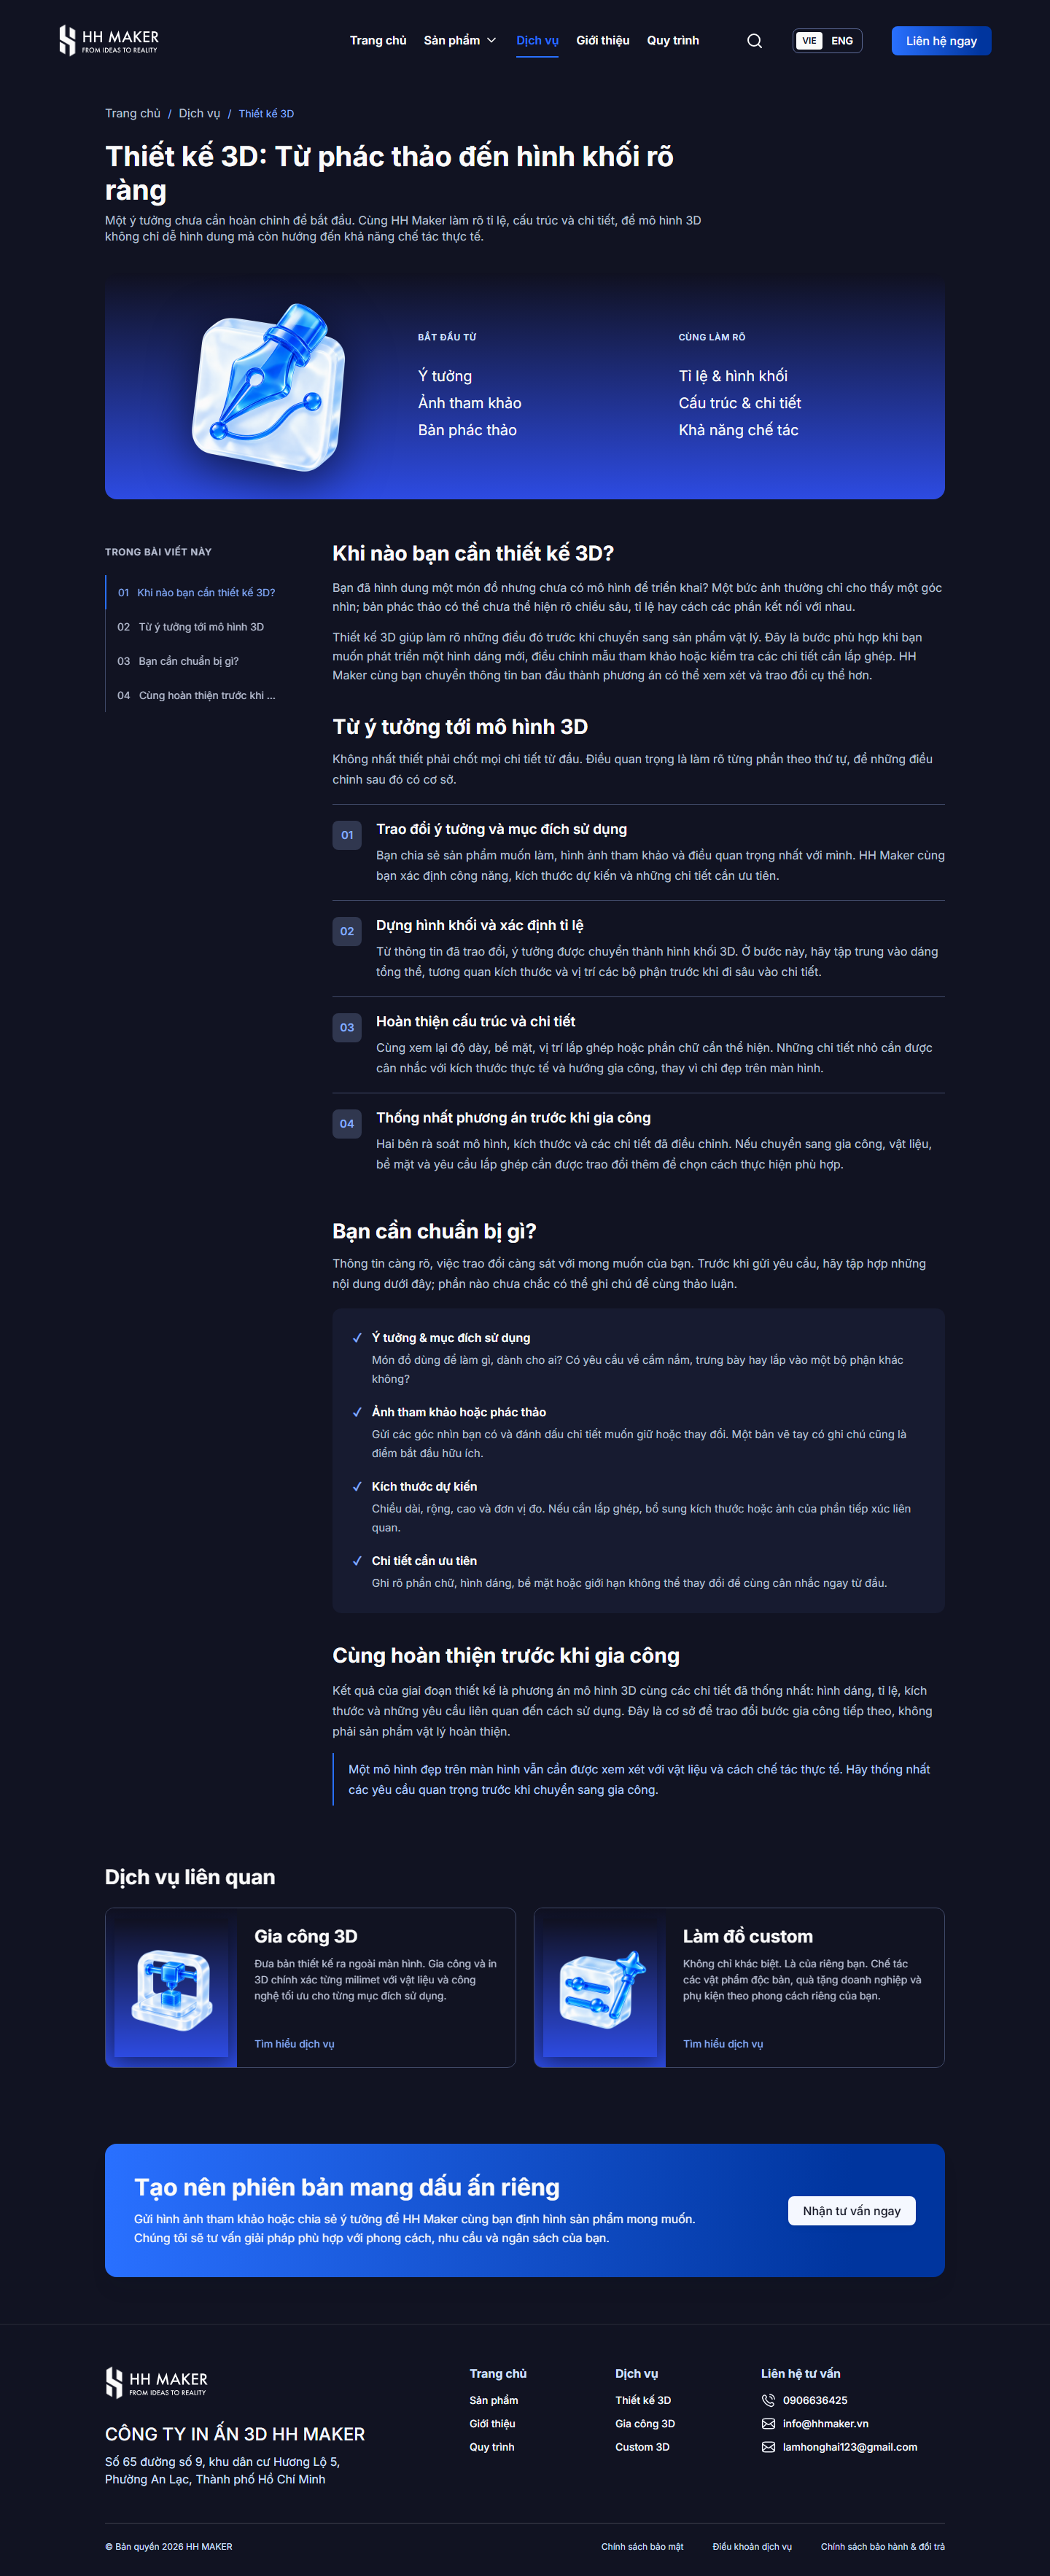 HH MAKER
FROM IDEAS TO REALITY
Trang chủ
Sản phẩm
Dịch vụ
Giới thiệu
Quy trình
VIE
ENG
Liên hệ ngay
Trang chủ / Dịch vụ / Thiết kế 3D
Thiết kế 3D: Từ phác thảo đến hình khối rõ
ràng
Một ý tưởng chưa cần hoàn chỉnh để bắt đầu. Cùng HH Maker làm rõ tỉ lệ, cấu trúc và chi tiết, để mô hình 3D
không chỉ dễ hình dung mà còn hướng đến khả năng chế tác thực tế.
BẮT ĐẦU TỪ
Ý tưởng
Ảnh tham khảo
Bản phác thảo
CÙNG LÀM RÕ
Tỉ lệ & hình khối
Cấu trúc & chi tiết
Khả năng chế tác
TRONG BÀI VIẾT NÀY
01 Khi nào bạn cần thiết kế 3D?
02 Từ ý tưởng tới mô hình 3D
03 Bạn cần chuẩn bị gì?
04 Cùng hoàn thiện trước khi ...
Khi nào bạn cần thiết kế 3D?
Bạn đã hình dung một món đồ nhưng chưa có mô hình để triển khai? Một bức ảnh thường chỉ cho thấy một góc
nhìn; bản phác thảo có thể chưa thể hiện rõ chiều sâu, tỉ lệ hay cách các phần kết nối với nhau.
Thiết kế 3D giúp làm rõ những điều đó trước khi chuyển sang sản phẩm vật lý. Đây là bước phù hợp khi bạn
muốn phát triển một hình dáng mới, điều chỉnh mẫu tham khảo hoặc kiểm tra các chi tiết cần lắp ghép. HH
Maker cùng bạn chuyển thông tin ban đầu thành phương án có thể xem xét và trao đổi cụ thể hơn.
Từ ý tưởng tới mô hình 3D
Không nhất thiết phải chốt mọi chi tiết từ đầu. Điều quan trọng là làm rõ từng phần theo thứ tự, để những điều
chỉnh sau đó có cơ sở.
01
Trao đổi ý tưởng và mục đích sử dụng
Bạn chia sẻ sản phẩm muốn làm, hình ảnh tham khảo và điều quan trọng nhất với mình. HH Maker cùng
bạn xác định công năng, kích thước dự kiến và những chi tiết cần ưu tiên.
02
Dựng hình khối và xác định tỉ lệ
Từ thông tin đã trao đổi, ý tưởng được chuyển thành hình khối 3D. Ở bước này, hãy tập trung vào dáng
tổng thể, tương quan kích thước và vị trí các bộ phận trước khi đi sâu vào chi tiết.
03
Hoàn thiện cấu trúc và chi tiết
Cùng xem lại độ dày, bề mặt, vị trí lắp ghép hoặc phần chữ cần thể hiện. Những chi tiết nhỏ cần được
cân nhắc với kích thước thực tế và hướng gia công, thay vì chỉ đẹp trên màn hình.
04
Thống nhất phương án trước khi gia công
Hai bên rà soát mô hình, kích thước và các chi tiết đã điều chỉnh. Nếu chuyển sang gia công, vật liệu,
bề mặt và yêu cầu lắp ghép cần được trao đổi thêm để chọn cách thực hiện phù hợp.
Bạn cần chuẩn bị gì?
Thông tin càng rõ, việc trao đổi càng sát với mong muốn của bạn. Trước khi gửi yêu cầu, hãy tập hợp những
nội dung dưới đây; phần nào chưa chắc có thể ghi chú để cùng thảo luận.
Ý tưởng & mục đích sử dụng
Món đồ dùng để làm gì, dành cho ai? Có yêu cầu về cầm nắm, trưng bày hay lắp vào một bộ phận khác
không?
Ảnh tham khảo hoặc phác thảo
Gửi các góc nhìn bạn có và đánh dấu chi tiết muốn giữ hoặc thay đổi. Một bản vẽ tay có ghi chú cũng là
điểm bắt đầu hữu ích.
Kích thước dự kiến
Chiều dài, rộng, cao và đơn vị đo. Nếu cần lắp ghép, bổ sung kích thước hoặc ảnh của phần tiếp xúc liên
quan.
Chi tiết cần ưu tiên
Ghi rõ phần chữ, hình dáng, bề mặt hoặc giới hạn không thể thay đổi để cùng cân nhắc ngay từ đầu.
Cùng hoàn thiện trước khi gia công
Kết quả của giai đoạn thiết kế là phương án mô hình 3D cùng các chi tiết đã thống nhất: hình dáng, tỉ lệ, kích
thước và những yêu cầu liên quan đến cách sử dụng. Đây là cơ sở để trao đổi bước gia công tiếp theo, không
phải sản phẩm vật lý hoàn thiện.
Một mô hình đẹp trên màn hình vẫn cần được xem xét với vật liệu và cách chế tác thực tế. Hãy thống nhất
các yêu cầu quan trọng trước khi chuyển sang gia công.
Dịch vụ liên quan
Gia công 3D
Đưa bản thiết kế ra ngoài màn hình. Gia công và in
3D chính xác từng milimet với vật liệu và công
nghệ tối ưu cho từng mục đích sử dụng.
Tìm hiểu dịch vụ
Làm đồ custom
Không chỉ khác biệt. Là của riêng bạn. Chế tác
các vật phẩm độc bản, quà tặng doanh nghiệp và
phụ kiện theo phong cách riêng của bạn.
Tìm hiểu dịch vụ
Tạo nên phiên bản mang dấu ấn riêng
Gửi hình ảnh tham khảo hoặc chia sẻ ý tưởng để HH Maker cùng bạn định hình sản phẩm mong muốn.
Chúng tôi sẽ tư vấn giải pháp phù hợp với phong cách, nhu cầu và ngân sách của bạn.
Nhận tư vấn ngay
HH MAKER
FROM IDEAS TO REALITY
CÔNG TY IN ẤN 3D HH MAKER
Số 65 đường số 9, khu dân cư Hương Lộ 5,
Phường An Lạc, Thành phố Hồ Chí Minh
Trang chủ
Sản phẩm
Giới thiệu
Quy trình
Dịch vụ
Thiết kế 3D
Gia công 3D
Custom 3D
Liên hệ tư vấn
0906636425
info@hhmaker.vn
lamhonghai123@gmail.com
© Bản quyền 2026 HH MAKER
Chính sách bảo mật
Điều khoản dịch vụ
Chính sách bảo hành & đổi trả